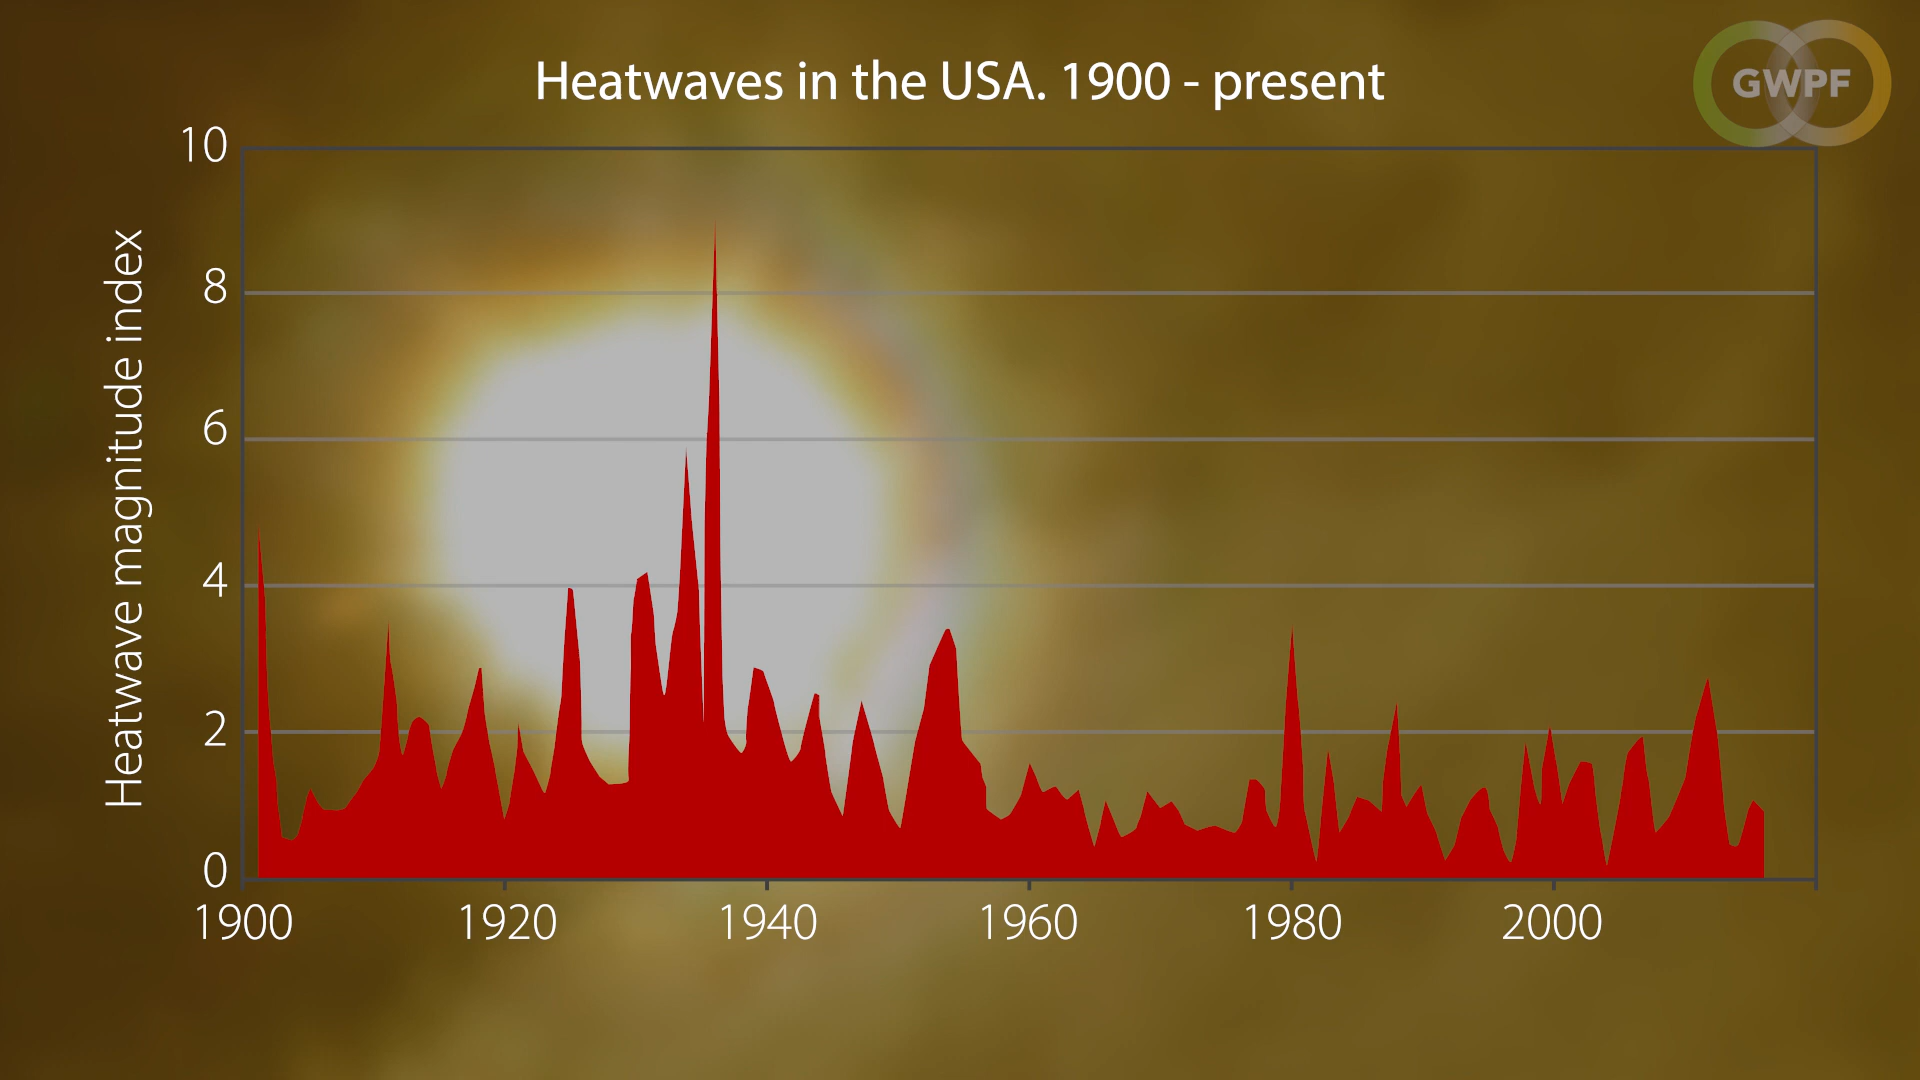 Heatwaves in the USA. 1900 - present
GWPF
Heatwave magnitude index
10
8
6
4
2
0
1900 1920 1940 1960 1980 2000